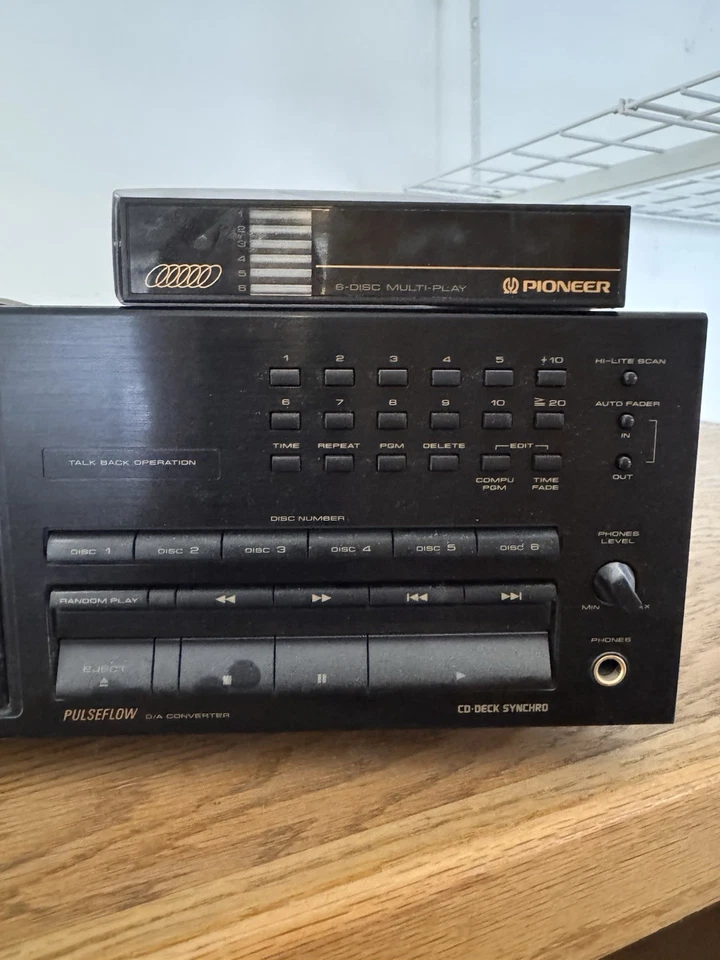 1
2
3
4
5
6
6-DISC MULTI-PLAY PIONEER
1 2 3 4 5 +10 HI-LITE SCAN
6 7 8 9 10 ≧20 AUTO FADER
IN
TIME REPEAT PGM DELETE EDIT
TALK BACK OPERATION
COMPU PGM TIME FADE OUT
DISC NUMBER
DISC 1 DISC 2 DISC 3 DISC 4 DISC 5 DISC 6
PHONES LEVEL
RANDOM PLAY
MIN
PHONES
EJECT
PULSEFLOW D/A CONVERTER CD-DECK SYNCHRO